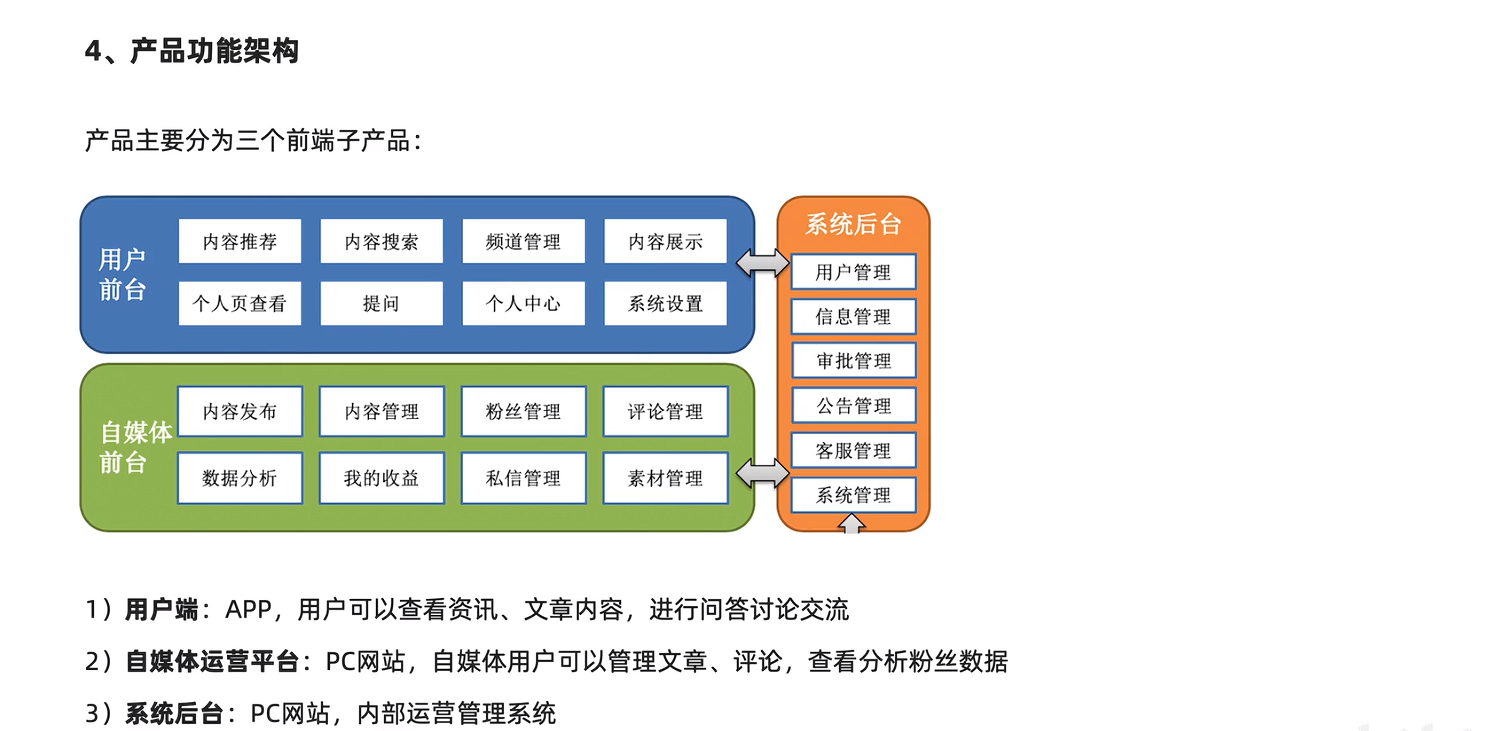 4、产品功能架构
产品主要分为三个前端子产品：
用户
前台
内容推荐 内容搜索 频道管理 内容展示
个人页查看 提问 个人中心 系统设置
自媒体
前台
内容发布 内容管理 粉丝管理 评论管理
数据分析 我的收益 私信管理 素材管理
系统后台
用户管理
信息管理
审批管理
公告管理
客服管理
系统管理
1）用户端：APP，用户可以查看资讯、文章内容，进行问答讨论交流
2）自媒体运营平台：PC网站，自媒体用户可以管理文章、评论，查看分析粉丝数据
3）系统后台：PC网站，内部运营管理系统